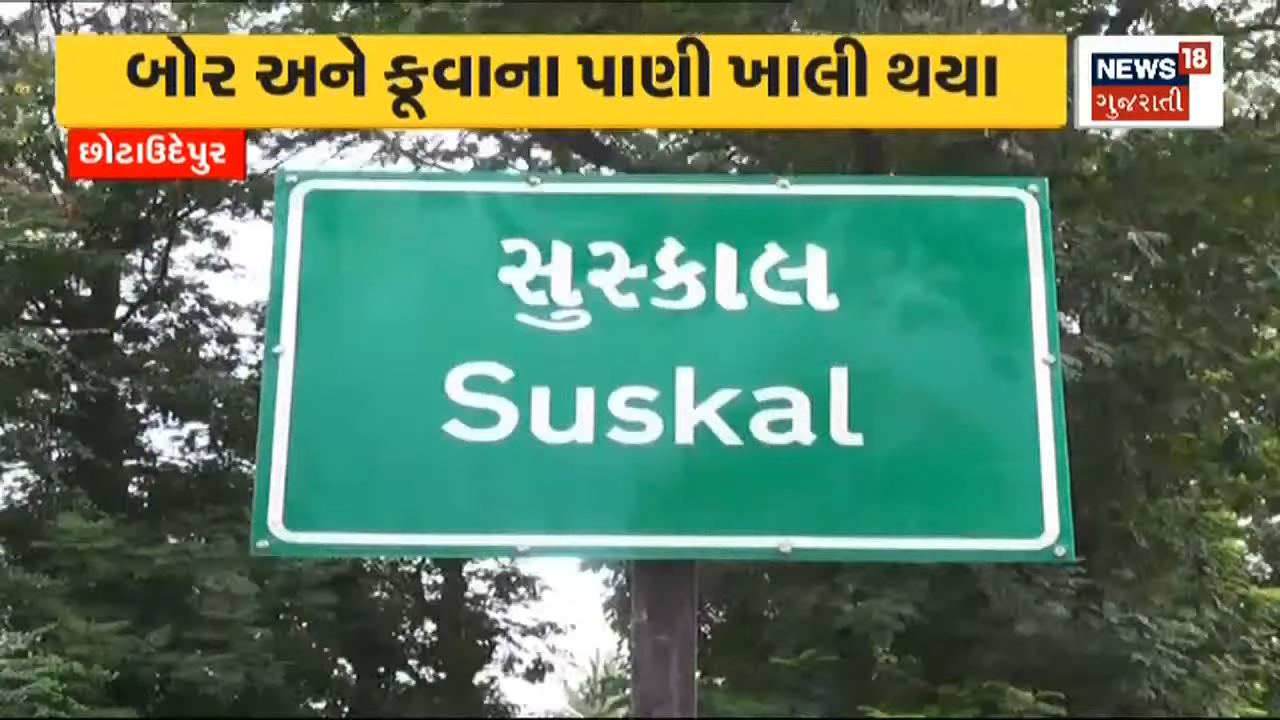 બોર અને કૂવાના પાણી ખાલી થયા
NEWS 18
ગુજરાતી
છોટાઉદેપુર
સુસ્કાલ
Suskal